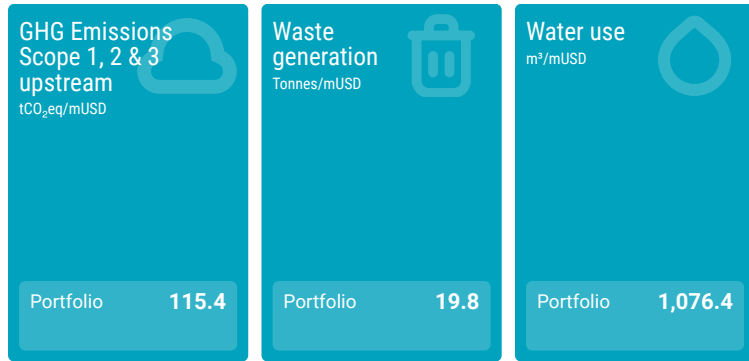 GHG Emissions
Scope 1, 2 & 3
upstream
tCO₂eq/mUSD
Portfolio 115.4
Waste
generation
Tonnes/mUSD
Portfolio 19.8
Water use
m³/mUSD
Portfolio 1,076.4